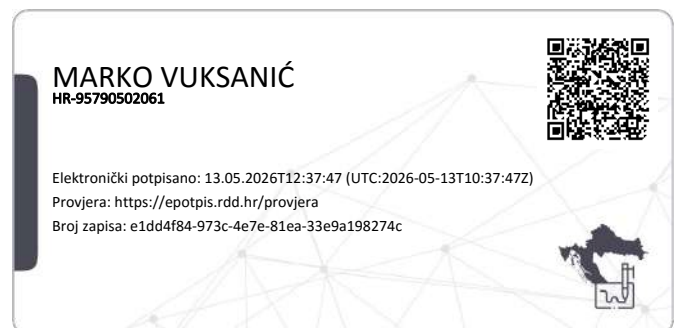 MARKO VUKSANIĆ
HR-95790502061
Elektronički potpisano: 13.05.2026T12:37:47 (UTC:2026-05-13T10:37:47Z)
Provjera: https://epotpis.rdd.hr/provjera
Broj zapisa: e1dd4f84-973c-4e7e-81ea-33e9a198274c